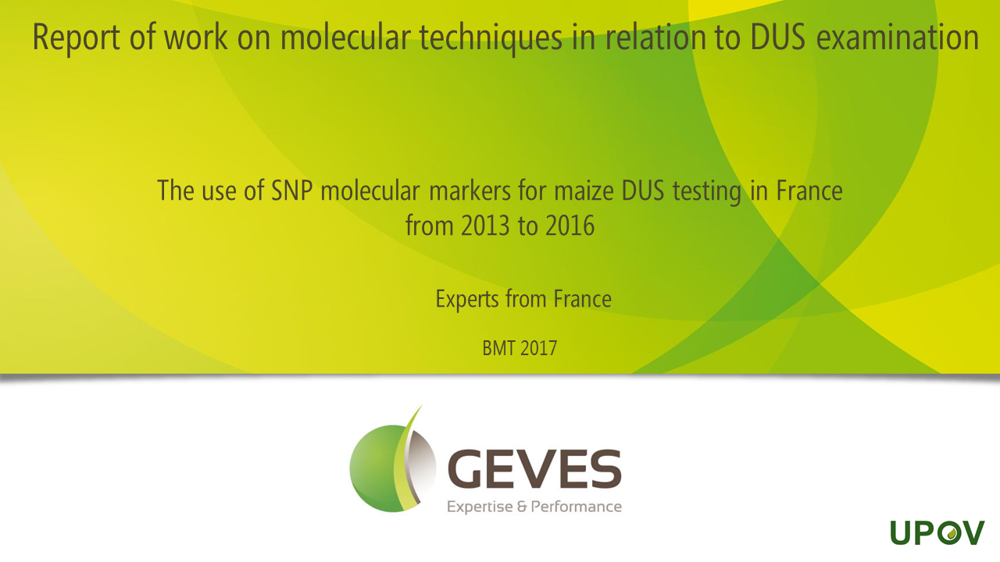 Report of work on molecular techniques in relation to DUS examination
The use of SNP molecular markers for maize DUS testing in France
from 2013 to 2016
Experts from France
BMT 2017
GEVES
Expertise & Performance
UPOV